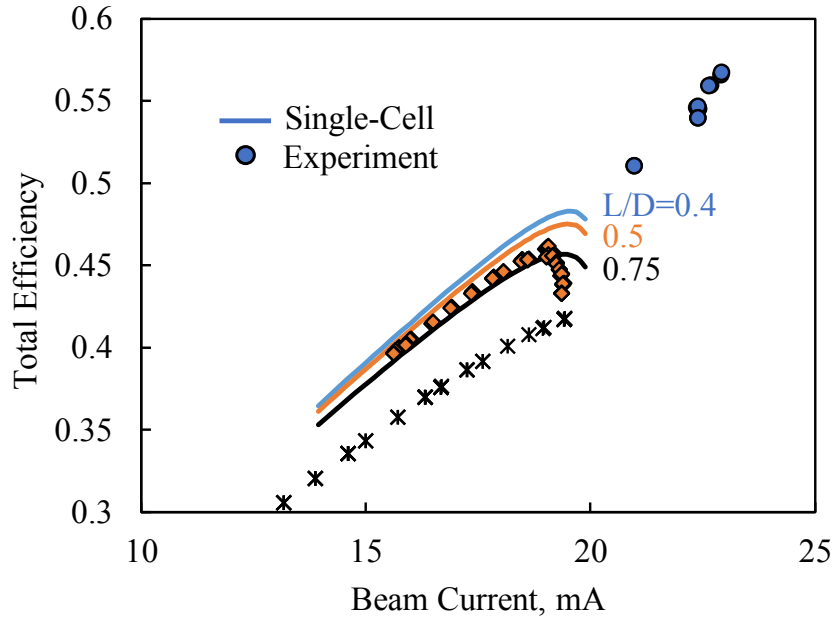 0.6
0.55
0.5
0.45
0.4
0.35
0.3
Total Efficiency
Single-Cell
Experiment
L/D=0.4
0.5
0.75
10 15 20 25
Beam Current, mA